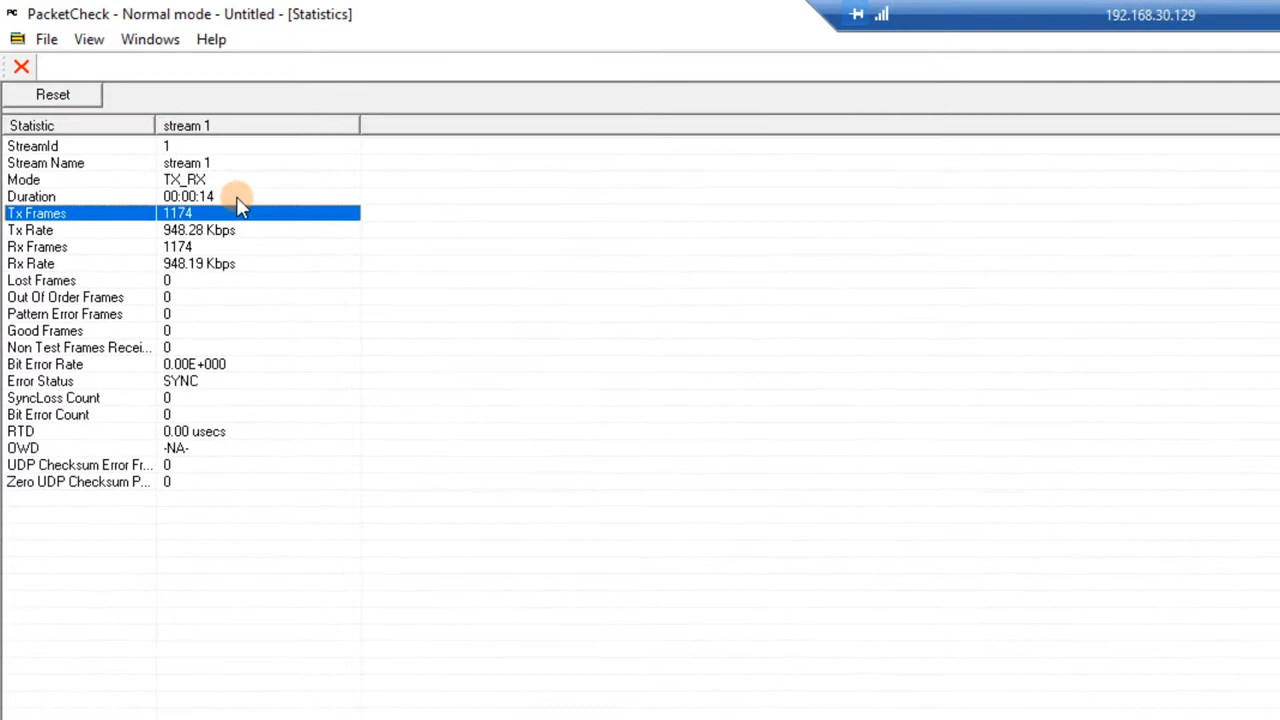 PC PacketCheck - Normal mode - Untitled - [Statistics]
192.168.30.129
File View Windows Help
Reset
Statistic stream 1
StreamId 1
Stream Name stream 1
Mode TX_RX
Duration 00:00:14
Tx Frames 1174
Tx Rate 948.28 Kbps
Rx Frames 1174
Rx Rate 948.19 Kbps
Lost Frames 0
Out Of Order Frames 0
Pattern Error Frames 0
Good Frames 0
Non Test Frames Recei... 0
Bit Error Rate 0.00E+000
Error Status SYNC
SyncLoss Count 0
Bit Error Count 0
RTD 0.00 usecs
OWD -NA-
UDP Checksum Error Fr... 0
Zero UDP Checksum P... 0